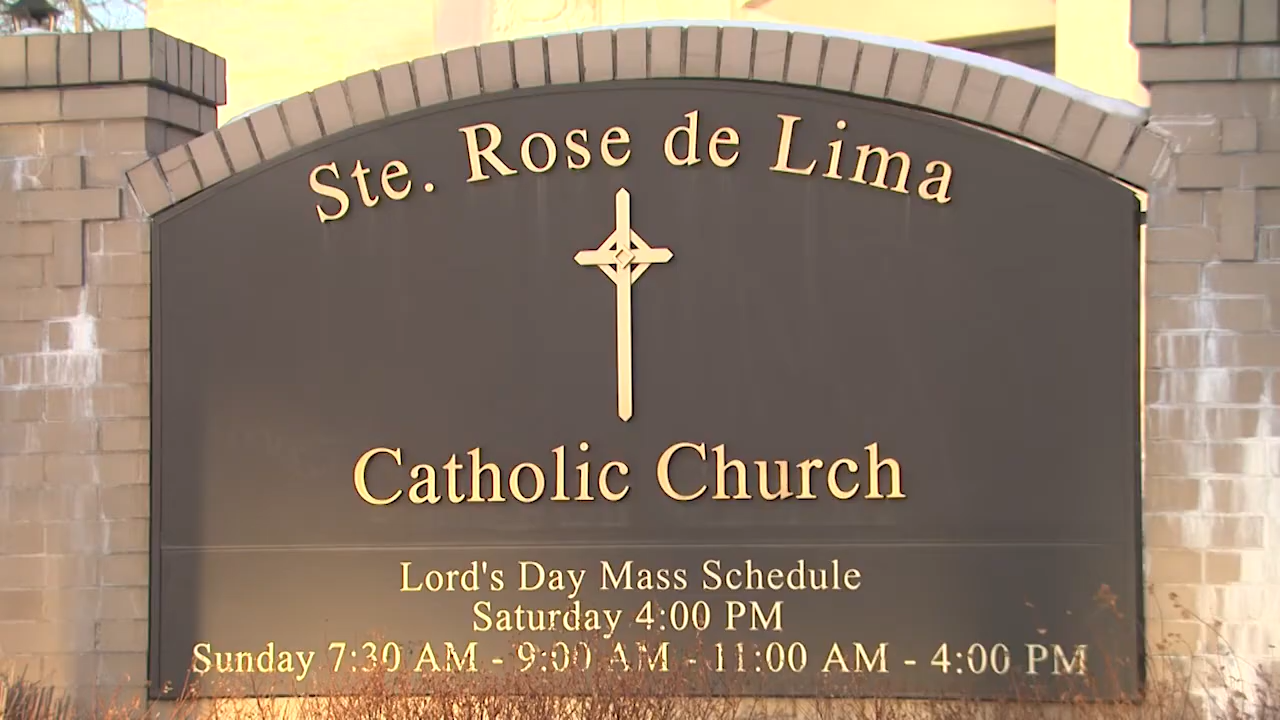 Ste. Rose de Lima
Catholic Church
Lord's Day Mass Schedule
Saturday 4:00 PM
Sunday 7:30 AM - 9:00 AM - 11:00 AM - 4:00 PM